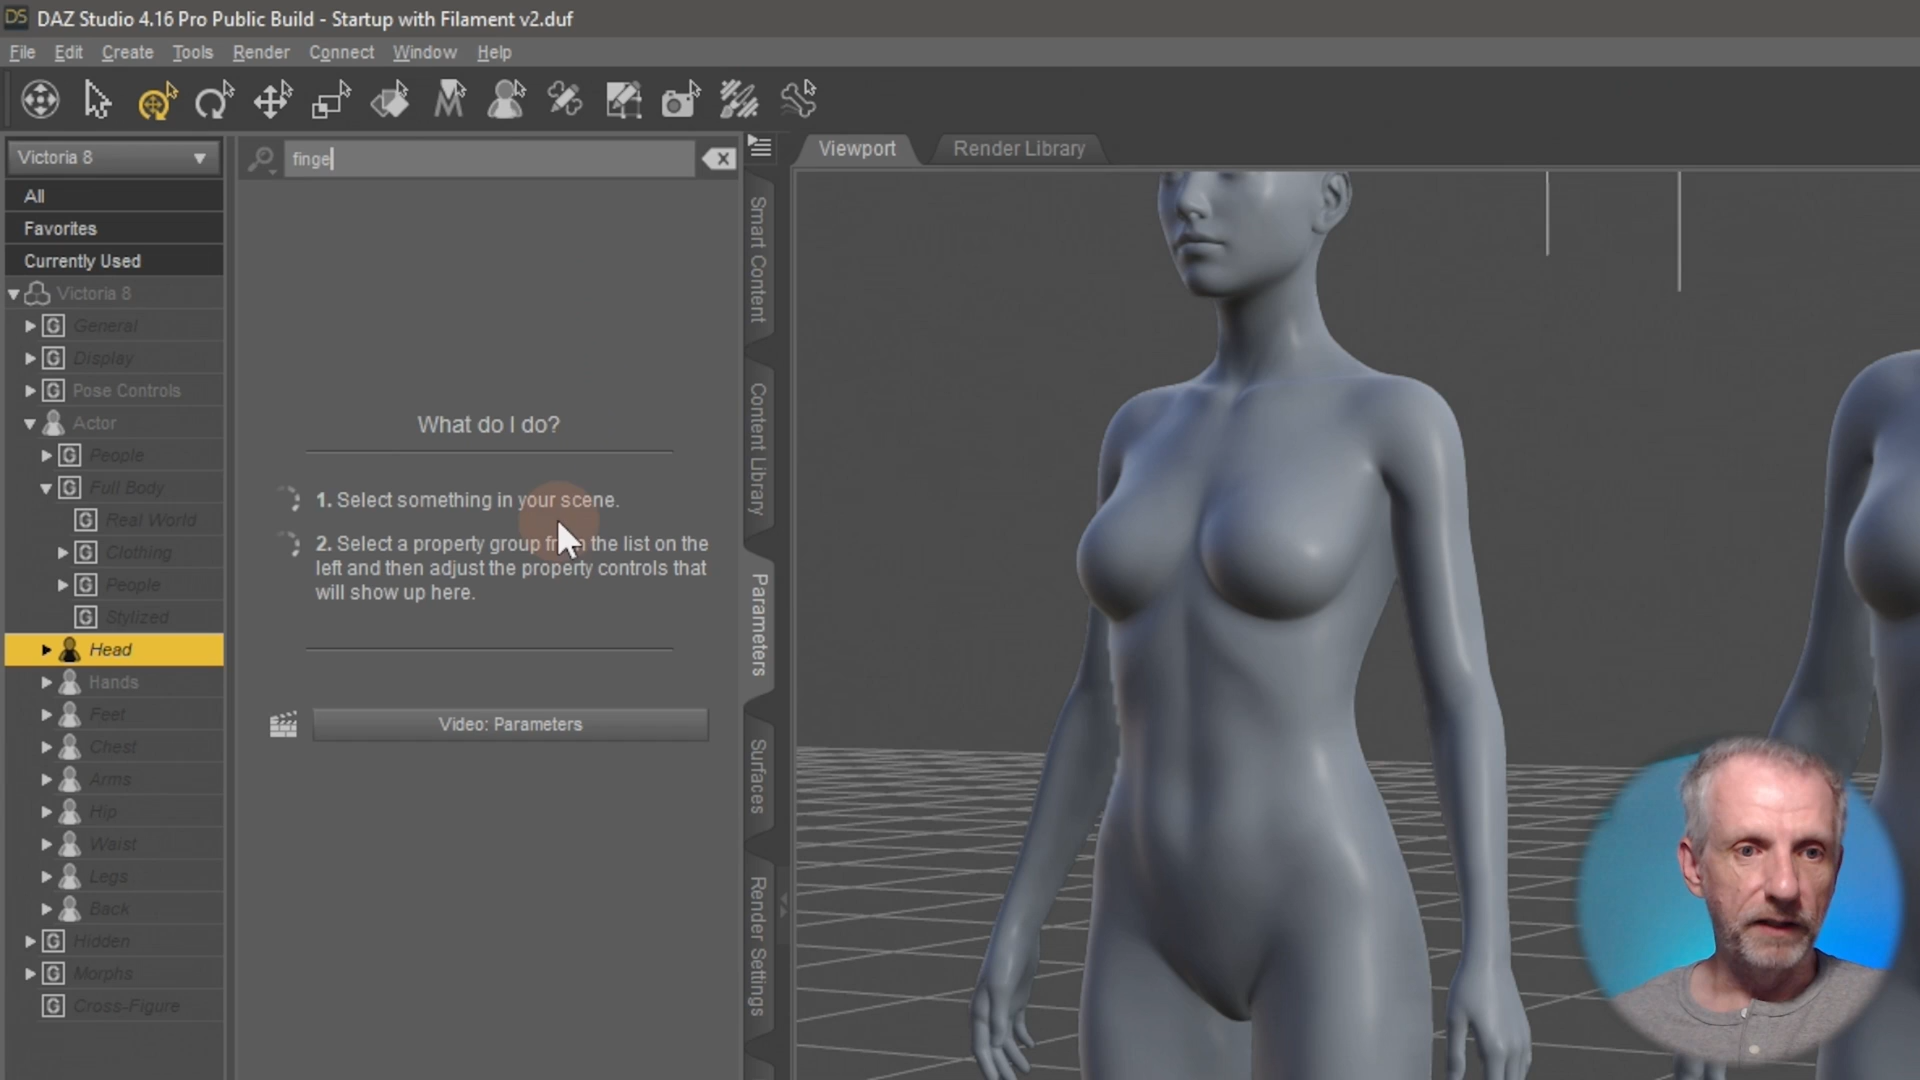 DS DAZ Studio 4.16 Pro Public Build - Startup with Filament v2.duf
File Edit Create Tools Render Connect Window Help
Victoria 8
All
Favorites
Currently Used
Victoria 8
G General
G Display
G Pose Controls
Actor
G People
G Full Body
G Real World
G Clothing
G People
G Stylized
Head
Hands
Feet
Chest
Arms
Hip
Waist
Legs
Back
G Hidden
G Morphs
G Cross-Figure
finge
What do I do?
1. Select something in your scene.
2. Select a property group the list on the
left and then adjust the property controls that
will show up here.
Video: Parameters
Smart Content
Content Library
Parameters
Surfaces
Render Settings
Viewport
Render Library